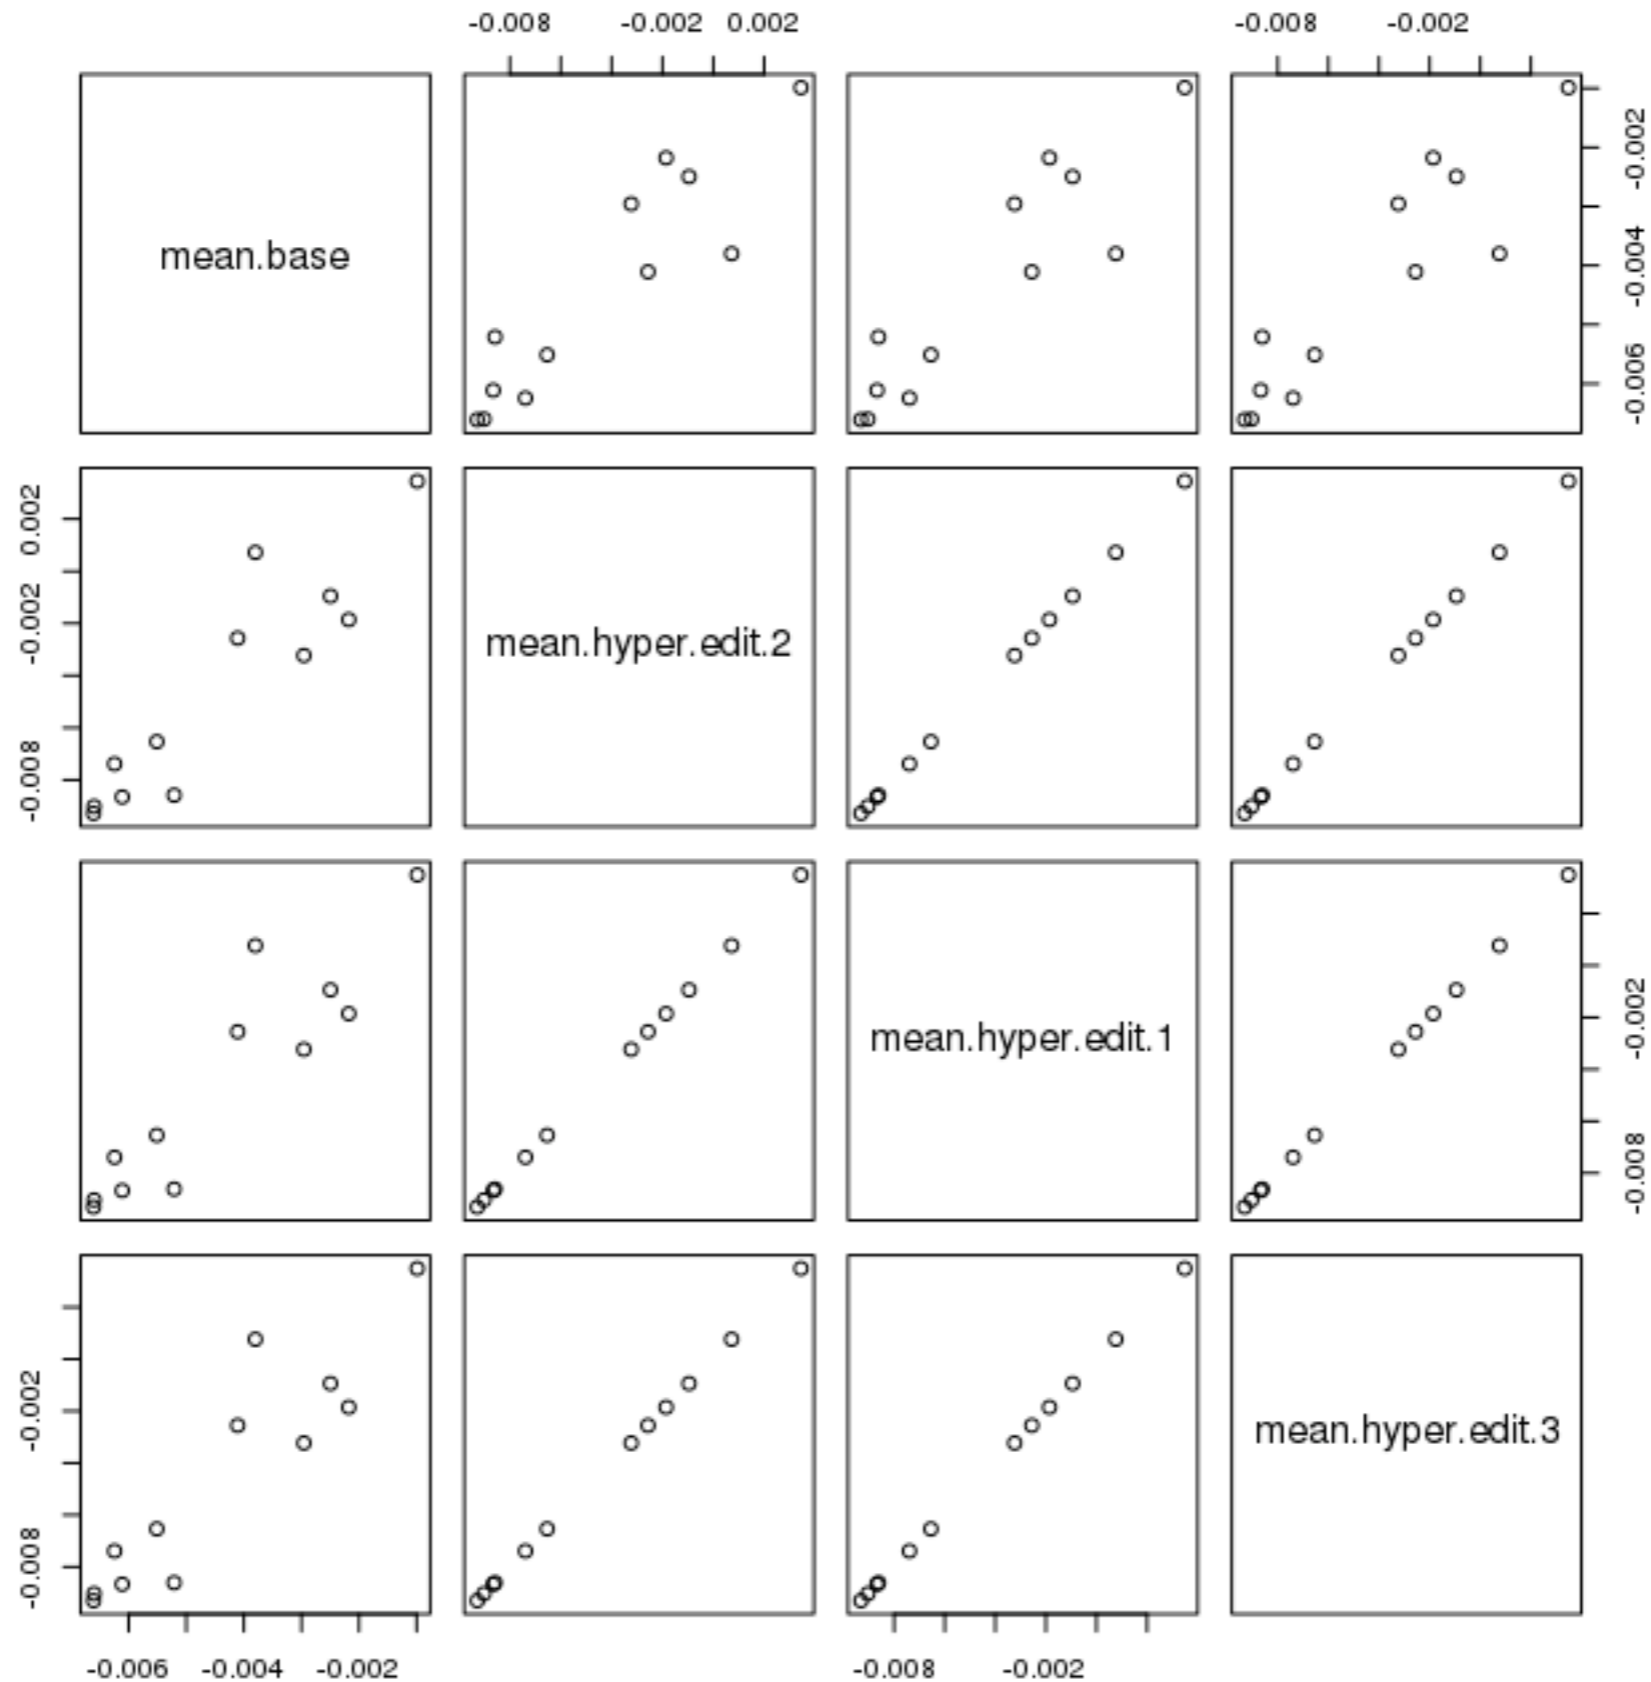 -0.008 -0.002 0.002
-0.008 -0.002
mean.base
-0.002
-0.004
-0.006
0.002
-0.002
-0.008
mean.hyper.edit.2
mean.hyper.edit.1
-0.002
-0.008
-0.002
-0.008
mean.hyper.edit.3
-0.006 -0.004 -0.002
-0.008 -0.002